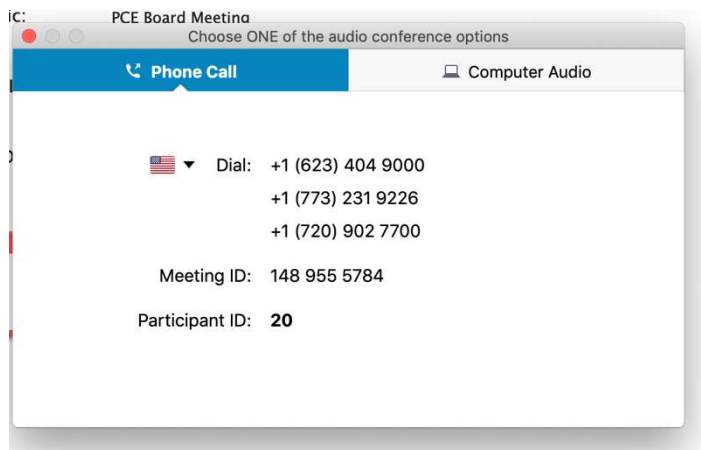 ic: PCE Board Meeting
Choose ONE of the audio conference options
Phone Call Computer Audio
Dial: +1 (623) 404 9000
+1 (773) 231 9226
+1 (720) 902 7700
Meeting ID: 148 955 5784
Participant ID: 20